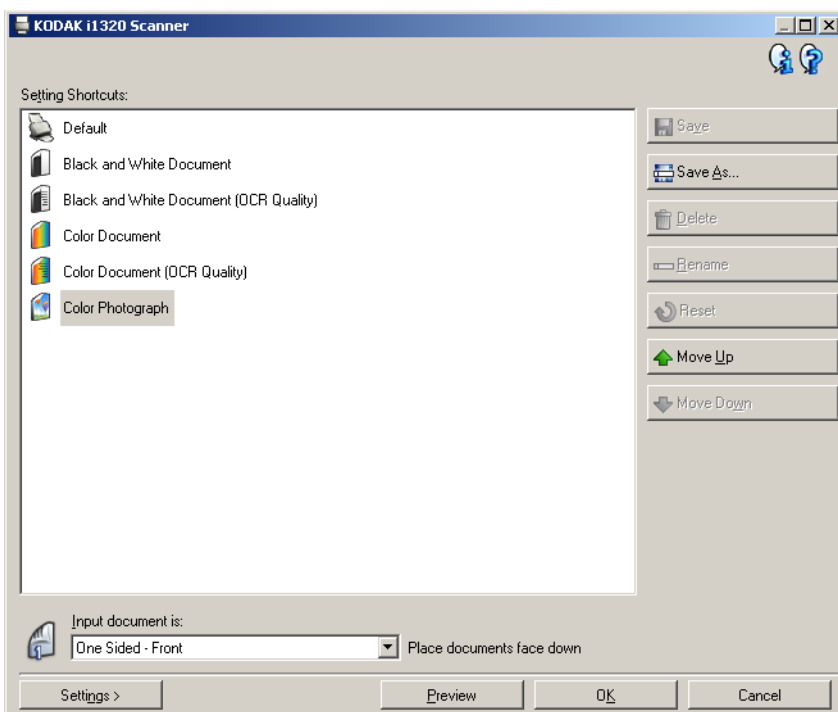 KODAK i1320 Scanner
Setting Shortcuts:
Default
Black and White Document
Black and White Document (OCR Quality)
Color Document
Color Document (OCR Quality)
Color Photograph
Save
Save As...
Delete
Rename
Reset
Move Up
Move Down
Input document is:
One Sided - Front
Place documents face down
Settings >
Preview
OK
Cancel